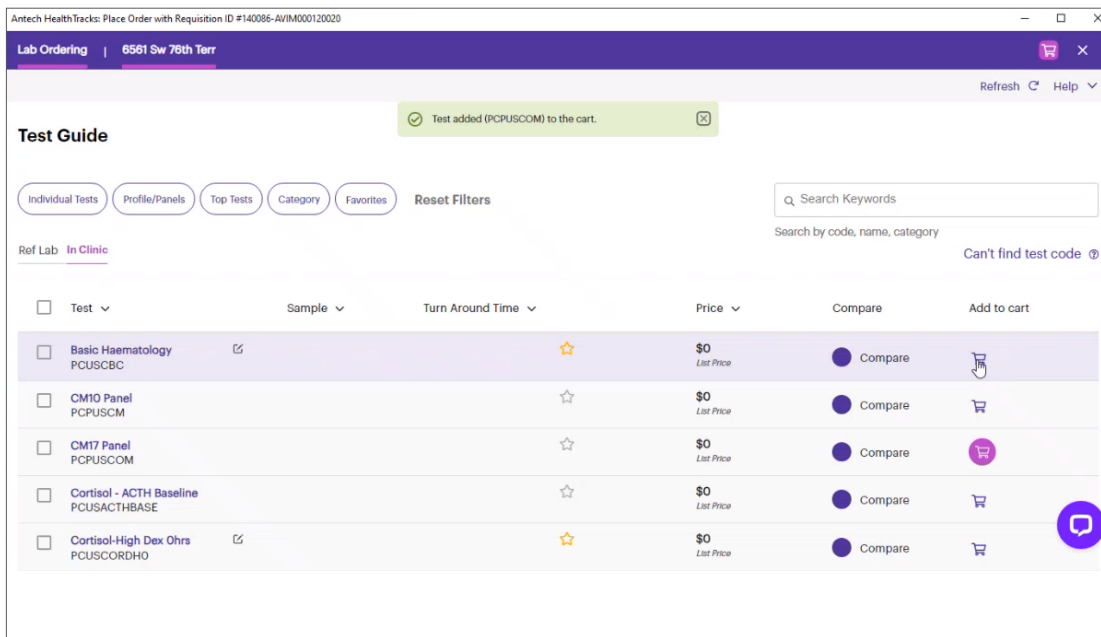 Antech HealthTracks: Place Order with Requisition ID #140086-AVIM000120020
Lab Ordering | 6561 Sw 76th Terr
Refresh Help
Test added (PCPUSCOM) to the cart.
Test Guide
Individual Tests Profile/Panels Top Tests Category Favorites Reset Filters
Search Keywords
Search by code, name, category
Ref Lab In Clinic
Can't find test code
Test Sample Turn Around Time Price Compare Add to cart
Basic Haematology $0
PCUSCBC List Price
Compare
CM10 Panel $0
PCPUSCM List Price
Compare
CM17 Panel $0
PCPUSCOM List Price
Compare
Cortisol - ACTH Baseline $0
PCUSACTHBASE List Price
Compare
Cortisol-High Dex 0hrs $0
PCUSCORDH0 List Price
Compare